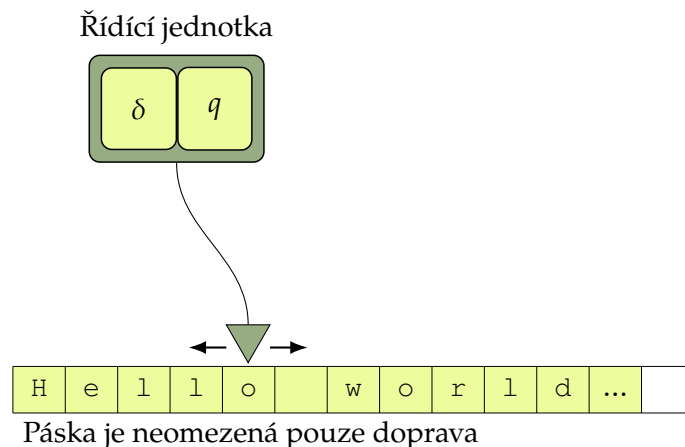 Řídící jednotka
δ q
H e l l o w o r l d ...
Páska je neomezená pouze doprava